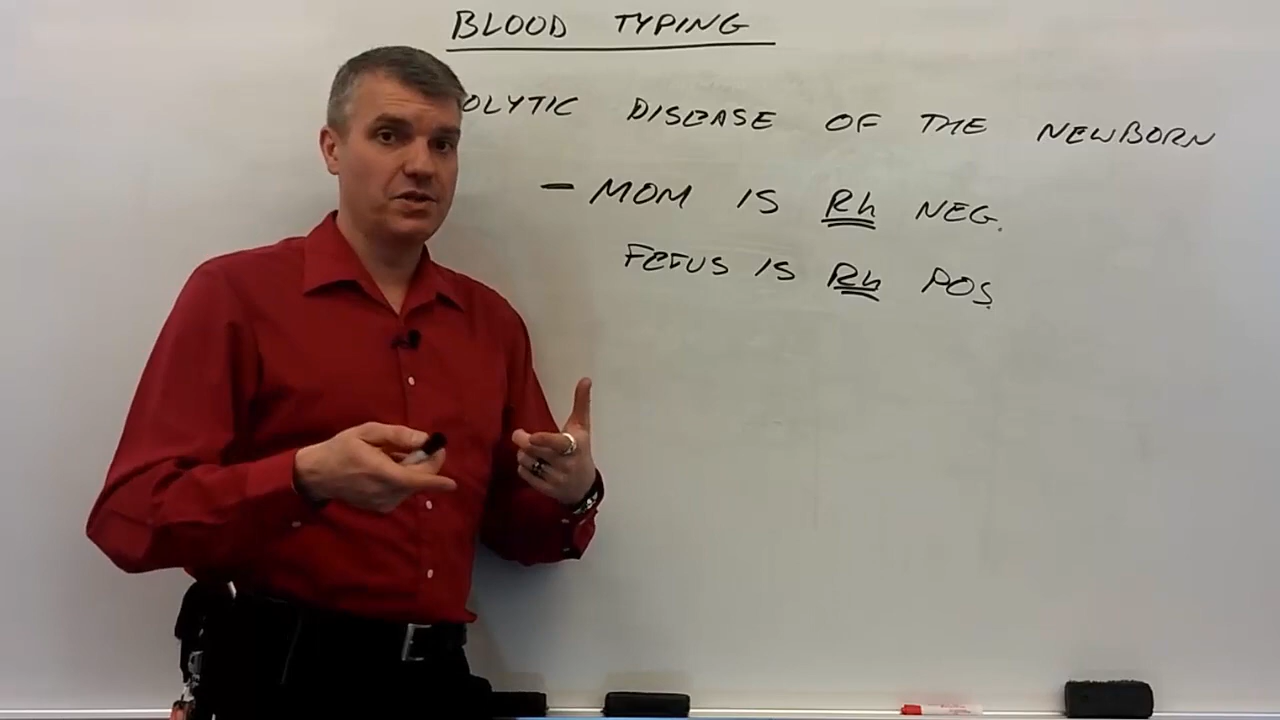 BLOOD TYPING
OLYTIC DISEASE OF THE NEWBORN
- MOM IS Rh NEG.
FETUS IS Rh POS.